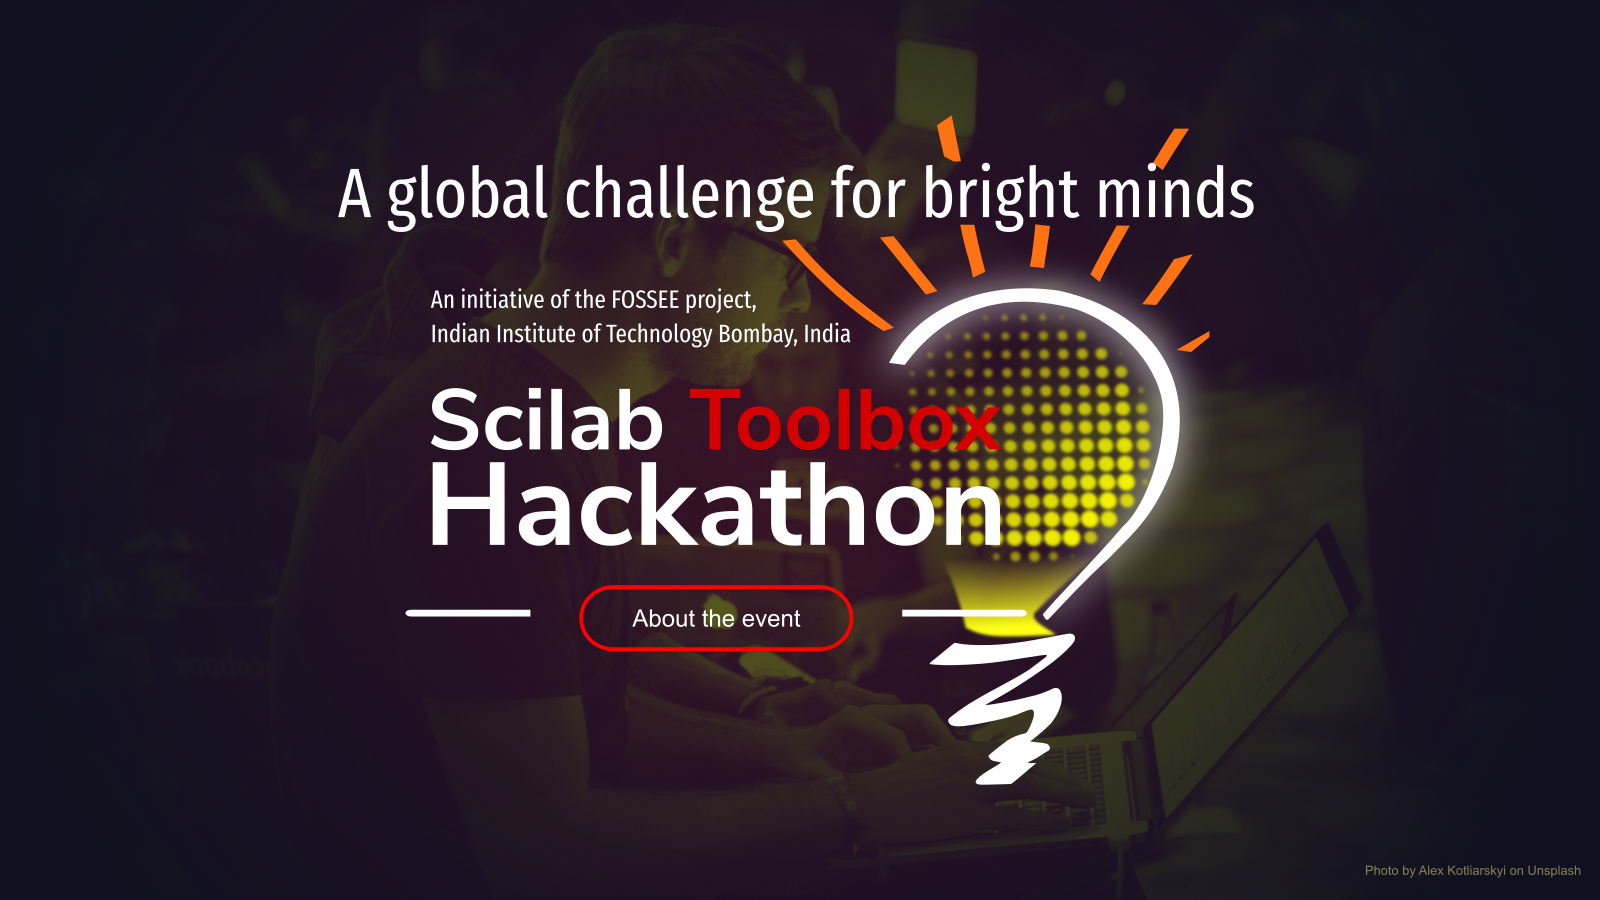 A global challenge for bright minds
An initiative of the FOSSEE project,
Indian Institute of Technology Bombay, India
Scilab Toolbox
Hackathon
About the event
Photo by Alex Kotliarskyi on Unsplash